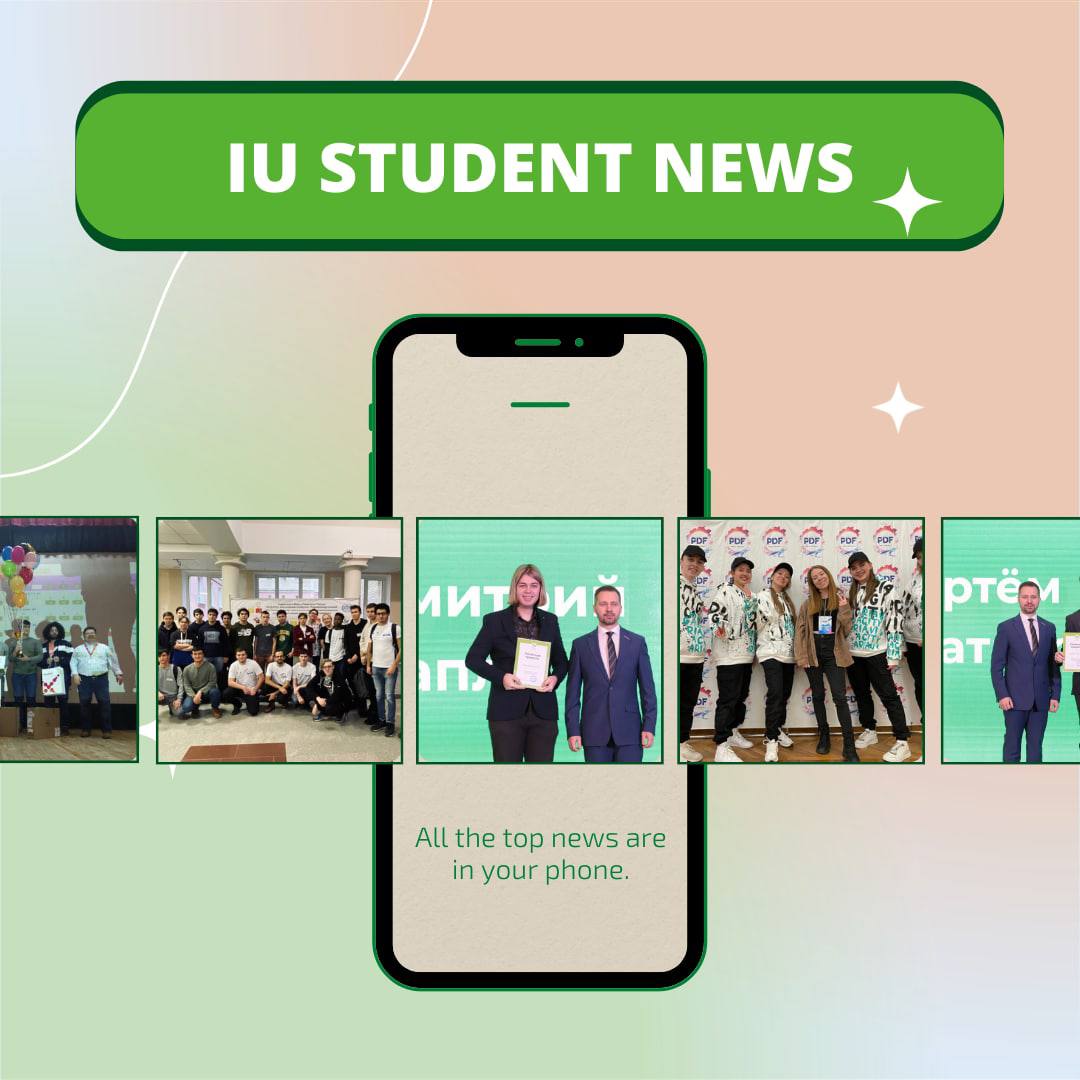 IU STUDENT NEWS
митрий
апл
PDF PDF PDF PDF PDF
PDF
ртём
ат
All the top news are
in your phone.